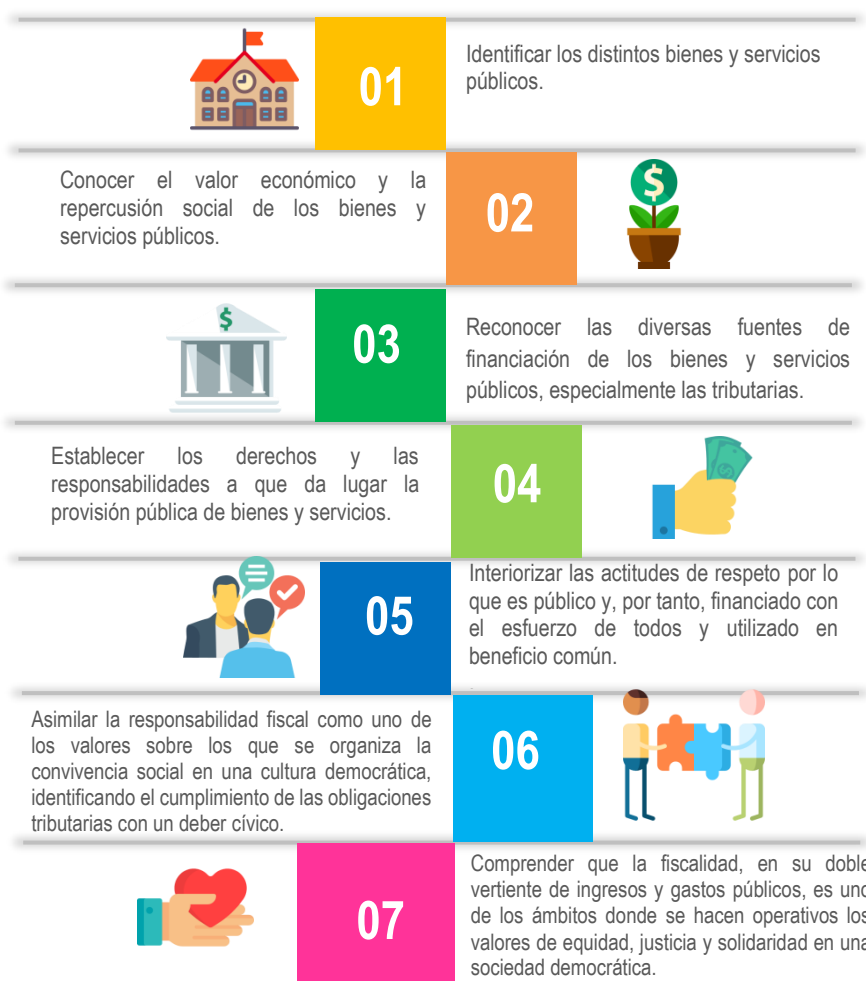 01
Identificar los distintos bienes y servicios
públicos.
Conocer el valor económico y la
repercusión social de los bienes y
servicios públicos.
02
$
$
03
Reconocer las diversas fuentes de
financiación de los bienes y servicios
públicos, especialmente las tributarias.
Establecer los derechos y las
responsabilidades a que da lugar la
provisión pública de bienes y servicios.
04
05
Interiorizar las actitudes de respeto por lo
que es público y, por tanto, financiado con
el esfuerzo de todos y utilizado en
beneficio común.
.
Asimilar la responsabilidad fiscal como uno de
los valores sobre los que se organiza la
convivencia social en una cultura democrática,
identificando el cumplimiento de las obligaciones
tributarias con un deber cívico.
06
07
Comprender que la fiscalidad, en su doble
vertiente de ingresos y gastos públicos, es uno
de los ámbitos donde se hacen operativos los
valores de equidad, justicia y solidaridad en una
sociedad democrática.